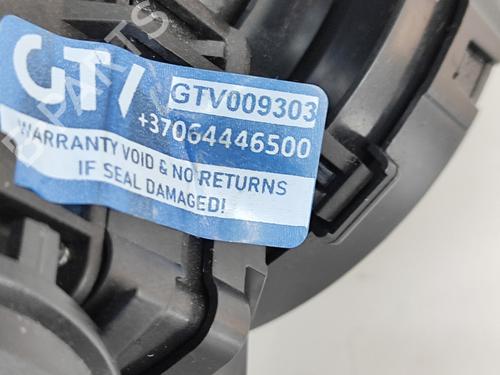 GTV
GTV009303
+37064446500
WARRANTY VOID & NO RETURNS
IF SEAL DAMAGED!